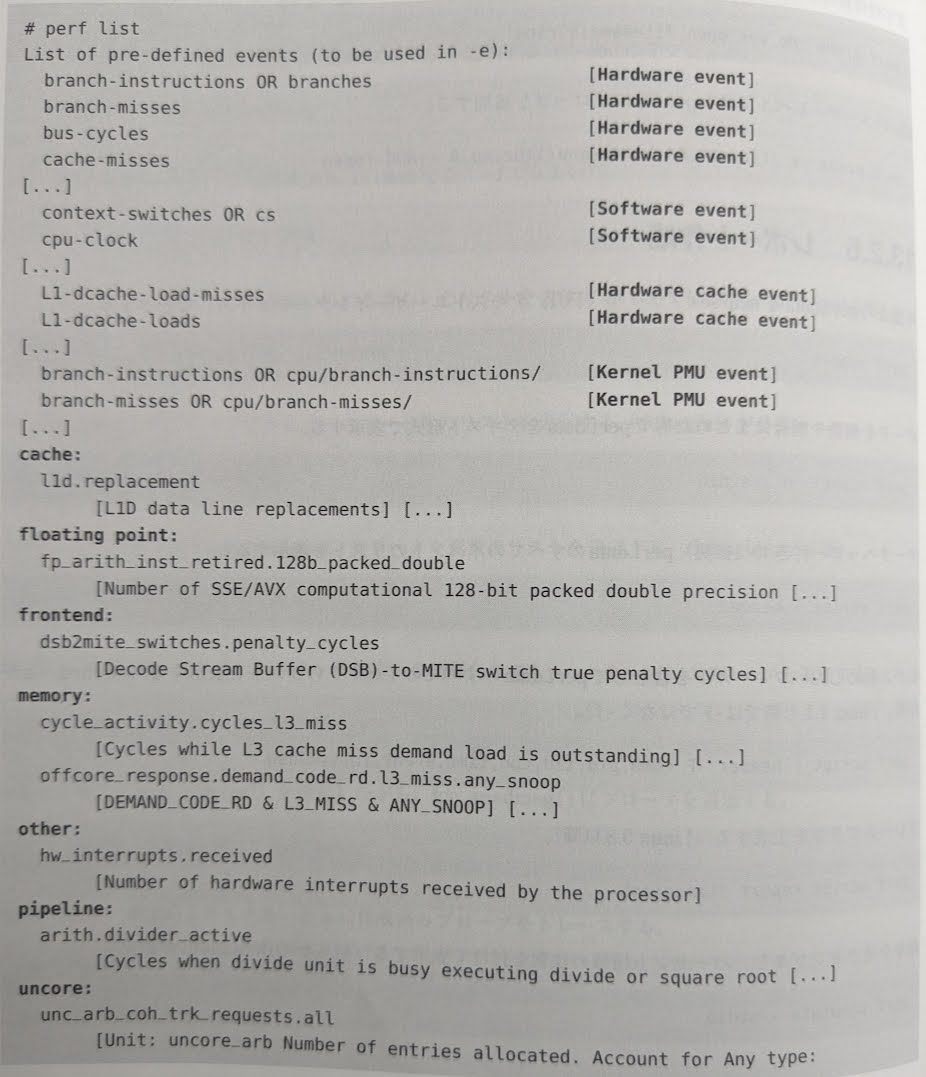 # perf list
List of pre-defined events (to be used in -e):
  branch-instructions OR branches                    [Hardware event]
  branch-misses                                      [Hardware event]
  bus-cycles                                         [Hardware event]
  cache-misses                                       [Hardware event]
[...]
  context-switches OR cs                             [Software event]
  cpu-clock                                          [Software event]
[...]
  L1-dcache-load-misses                              [Hardware cache event]
  L1-dcache-loads                                    [Hardware cache event]
[...]
  branch-instructions OR cpu/branch-instructions/    [Kernel PMU event]
  branch-misses OR cpu/branch-misses/                [Kernel PMU event]
[...]
cache:
  l1d.replacement
       [L1D data line replacements] [...]
floating point:
  fp_arith_inst_retired.128b_packed_double
       [Number of SSE/AVX computational 128-bit packed double precision [...]
frontend:
  dsb2mite_switches.penalty_cycles
       [Decode Stream Buffer (DSB)-to-MITE switch true penalty cycles] [...]
memory:
  cycle_activity.cycles_l3_miss
       [Cycles while L3 cache miss demand load is outstanding] [...]
  offcore_response.demand_code_rd.l3_miss.any_snoop
       [DEMAND_CODE_RD & L3_MISS & ANY_SNOOP] [...]
other:
  hw_interrupts.received
       [Number of hardware interrupts received by the processor]
pipeline:
  arith.divider_active
       [Cycles when divide unit is busy executing divide or square root [...]
uncore:
  unc_arb_coh_trk_requests.all
       [Unit: uncore_arb Number of entries allocated. Account for Any type: